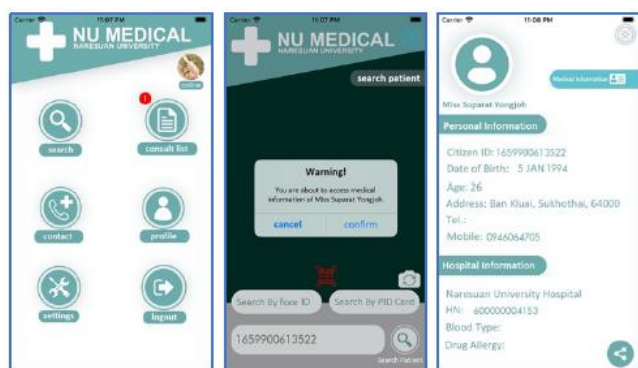 Carrier 11:07 PM
NU MEDICAL
NARESUAN UNIVERSITY
online
1
search
consult list
contact
profile
settings
logout
Carrier 11:07 PM
NU MEDICAL
NARESUAN UNIVERSITY
search patient
Warning!
You are about to access medical
information of Miss Suparat Yongjoh
cancel confirm
Search By Face ID
Search By PID Card
1659900613522
Search Patient
Carrier 11:08 PM
Medical information
Miss Suparat Yongjoh
Personal Information
Citizen ID: 1659900613522
Date of Birth: 5 JAN 1994
Age: 26
Address: Ban Kluai, Sukhothai, 64000
Tel.:
Mobile: 0946064705
Hospital Information
Naresuan University Hospital
HN: 60000004153
Blood Type:
Drug Allergy: